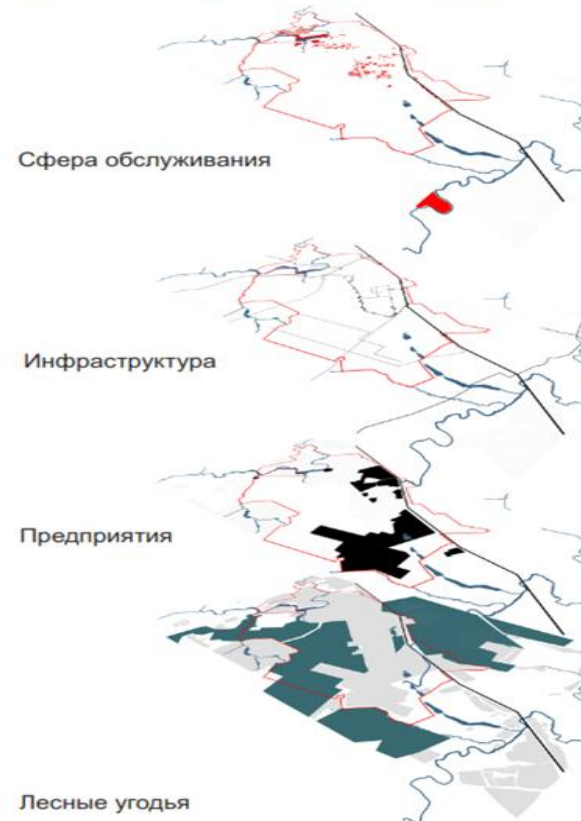 Сфера обслуживания
Инфраструктура
Предприятия
Лесные угодья